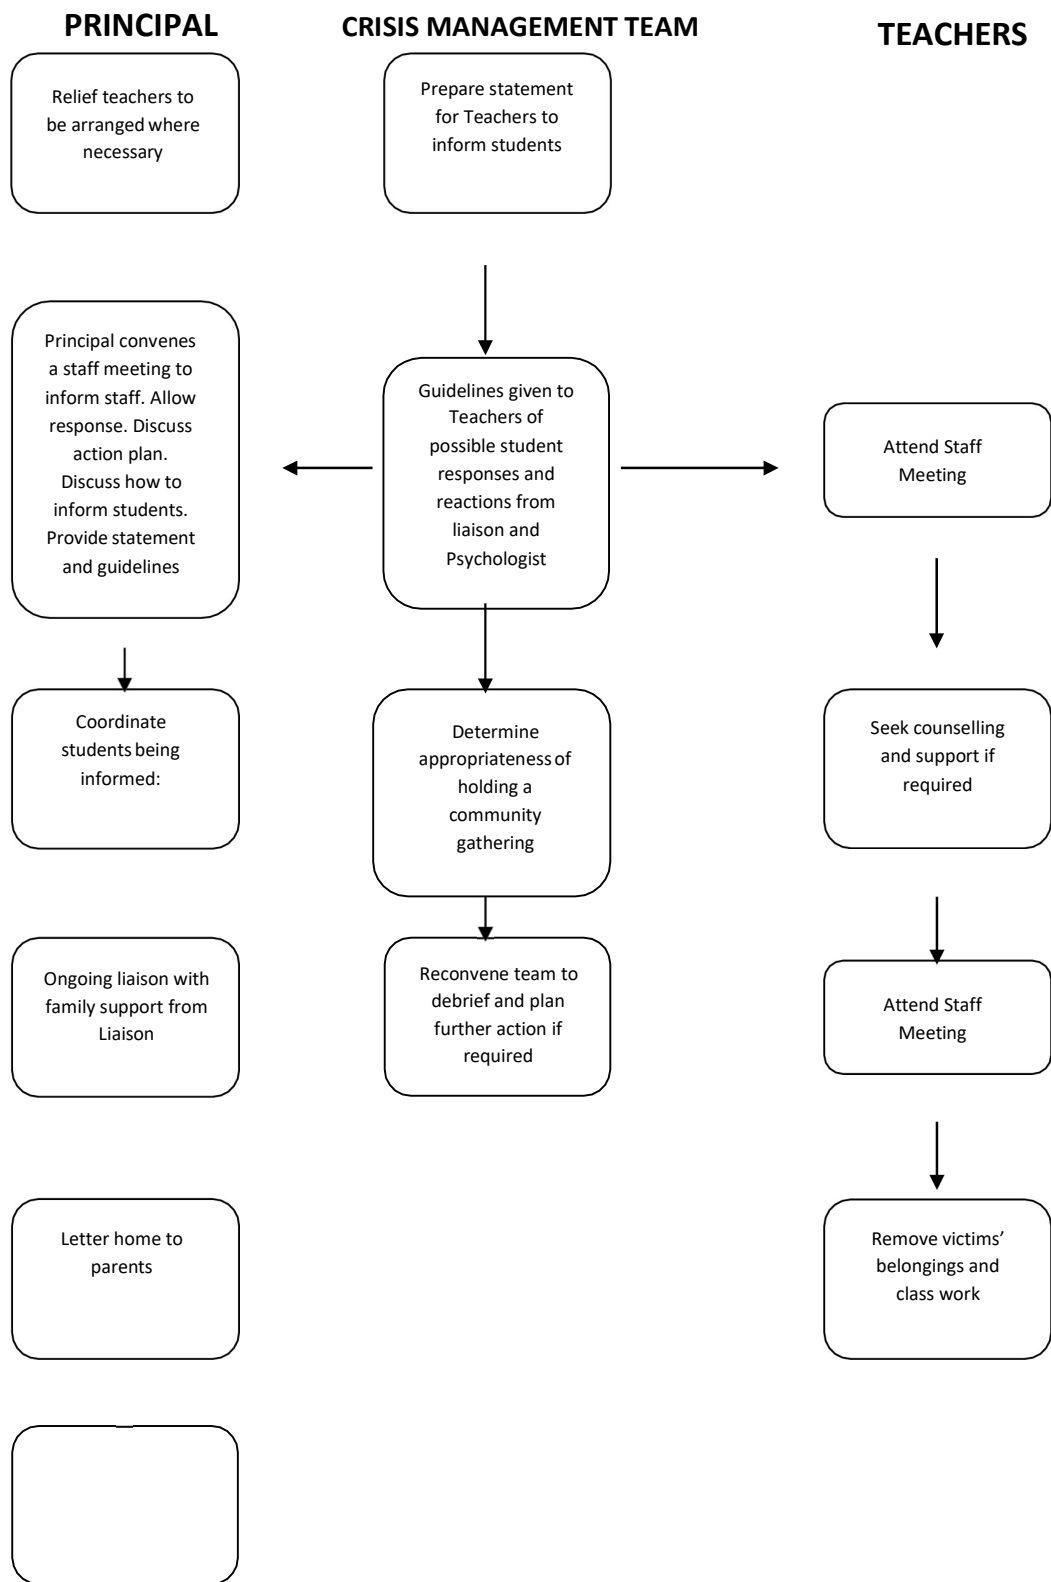 PRINCIPAL
CRISIS MANAGEMENT TEAM
TEACHERS
Relief teachers to
be arranged where
necessary
Prepare statement
for Teachers to
inform students
Principal convenes
a staff meeting to
inform staff. Allow
response. Discuss
action plan.
Discuss how to
inform students.
Provide statement
and guidelines
Guidelines given to
Teachers of
possible student
responses and
reactions from
liaison and
Psychologist
Attend Staff
Meeting
Coordinate
students being
informed:
Determine
appropriateness of
holding a
community
gathering
Seek counselling
and support if
required
Ongoing liaison with
family support from
Liaison
Reconvene team to
debrief and plan
further action if
required
Attend Staff
Meeting
Letter home to
parents
Remove victims’
belongings and
class work